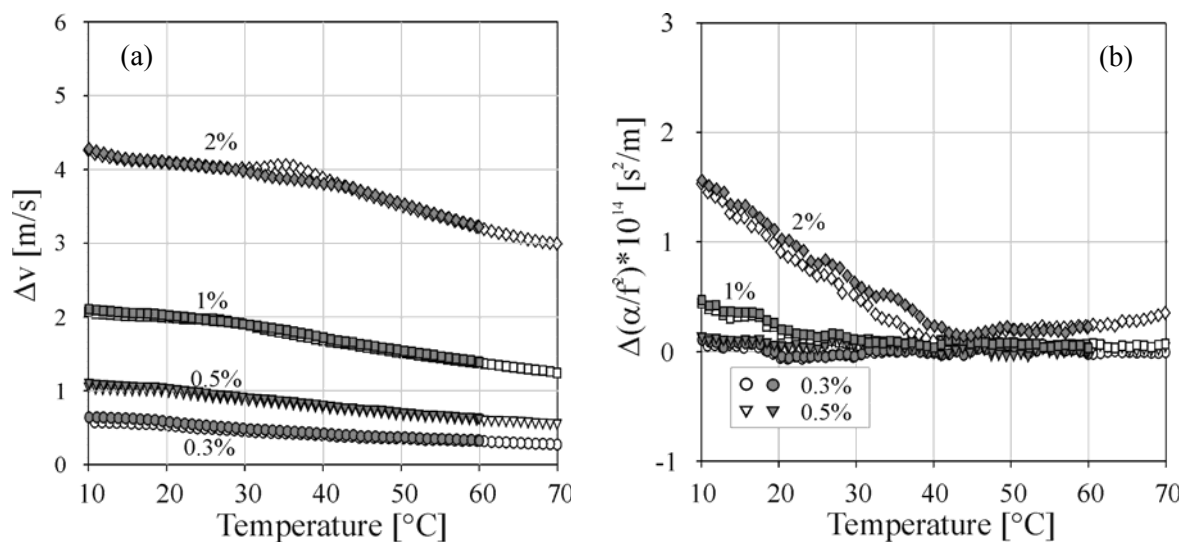 (a)
Δv [m/s]
6
5
4
3
2
1
0
2%
1%
0.5%
0.3%
10 20 30 40 50 60 70
Temperature [°C]
(b)
Δ(α/f²)*10¹⁴ [s²/m]
3
2
1
0
-1
2%
1%
0.3%
0.5%
10 20 30 40 50 60 70
Temperature [°C]